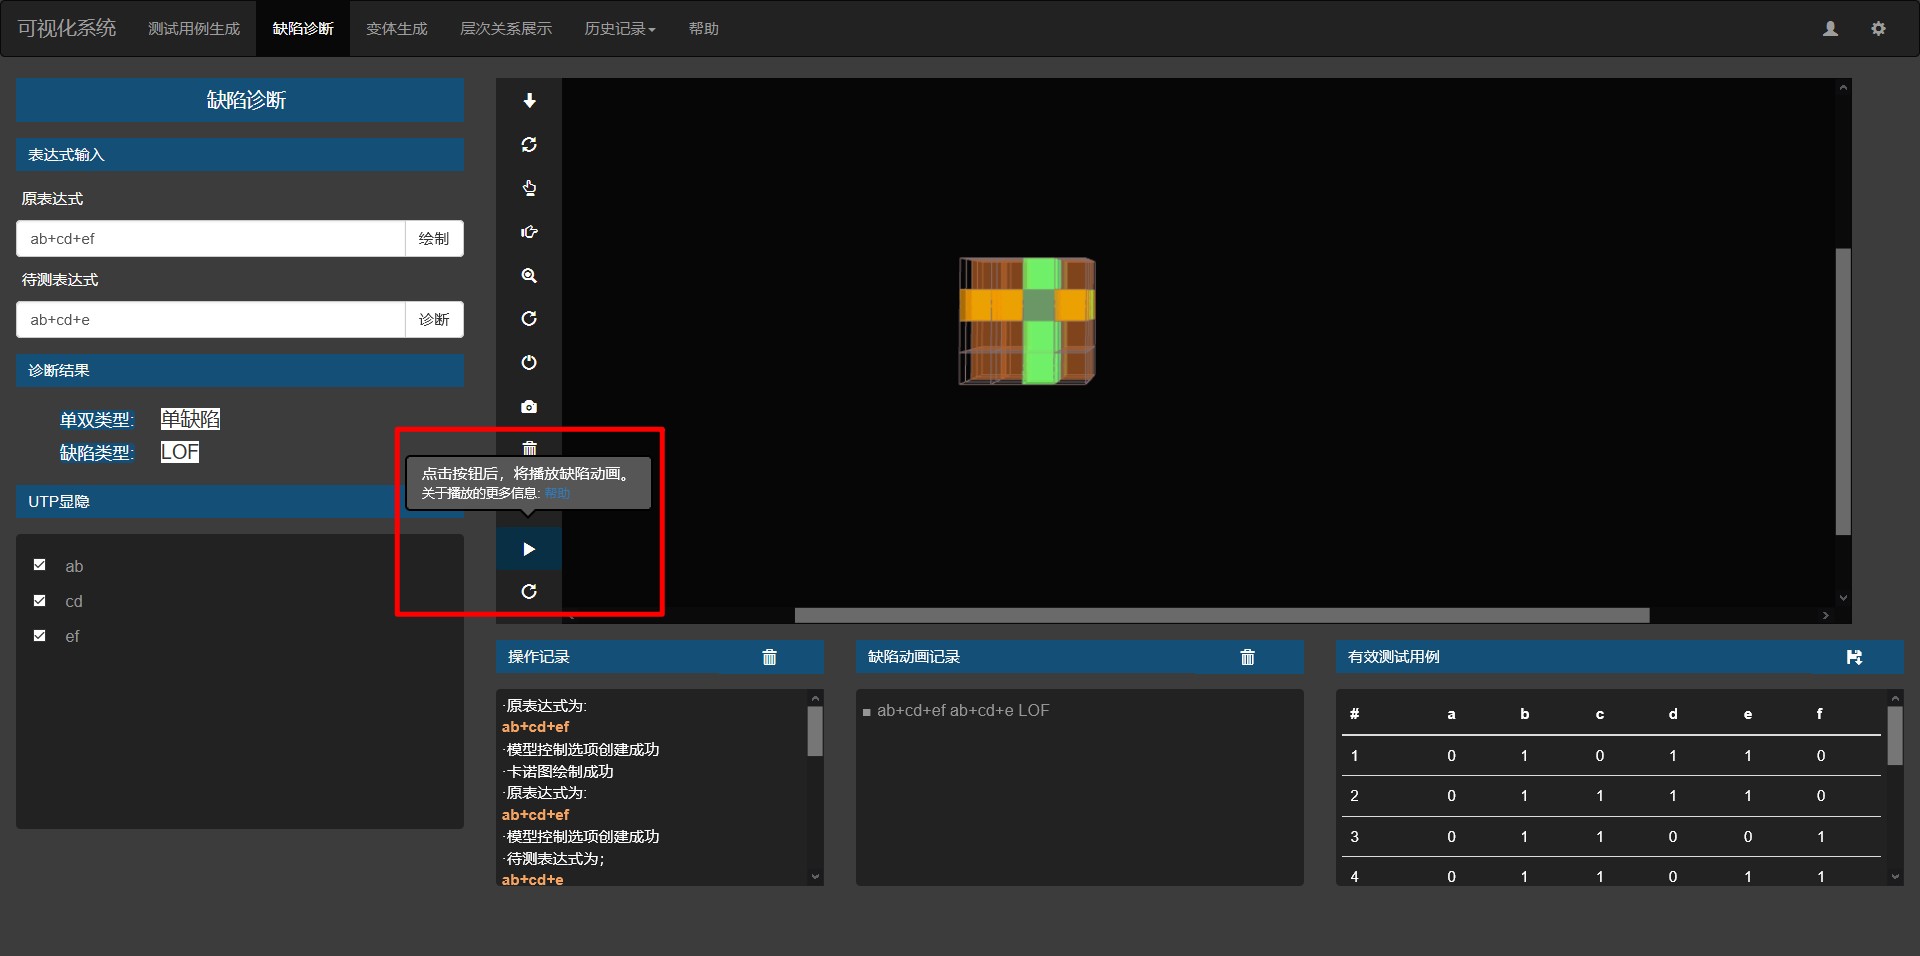 可视化系统 测试用例生成 缺陷诊断 变体生成 层次关系展示 历史记录 帮助
缺陷诊断
表达式输入
原表达式
ab+cd+ef 绘制
待测表达式
ab+cd+e 诊断
诊断结果
单双类型: 单缺陷
缺陷类型: LOF
UTP显隐
ab
cd
ef
点击按钮后，将播放缺陷动画。
关于播放的更多信息: 帮助
操作记录
·原表达式为:
ab+cd+ef
·模型控制选项创建成功
·卡诺图绘制成功
·原表达式为:
ab+cd+ef
·模型控制选项创建成功
·待测表达式为；
ab+cd+e
缺陷动画记录
ab+cd+ef ab+cd+e LOF
有效测试用例
# a b c d e f
1 0 1 0 1 1 0
2 0 1 1 1 1 0
3 0 1 1 0 0 1
4 0 1 1 0 1 1